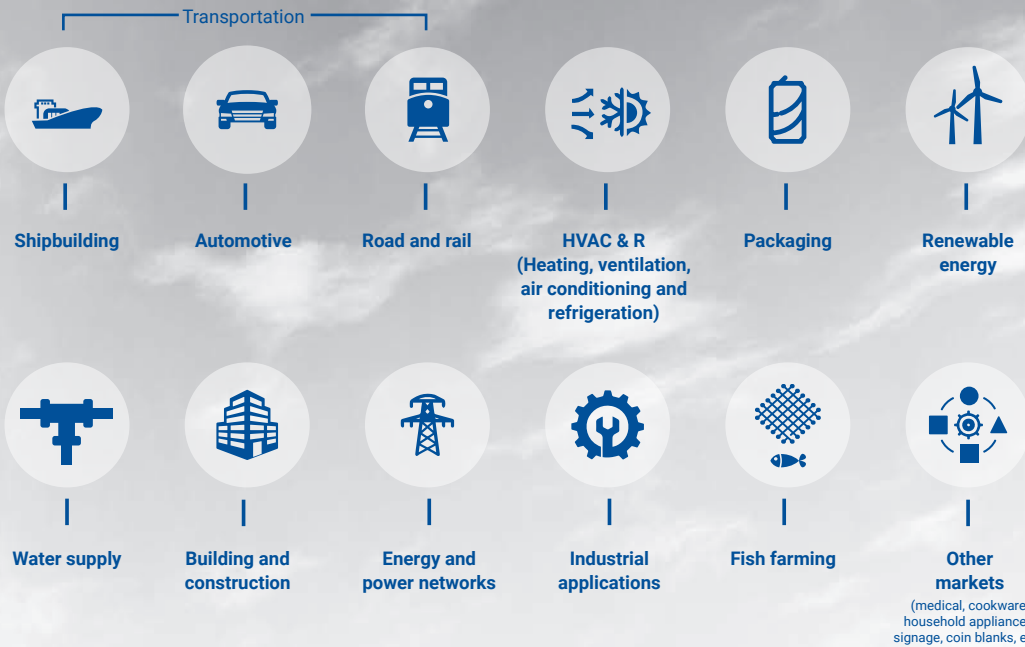 Transportation
Shipbuilding
Automotive
Road and rail
HVAC & R
(Heating, ventilation,
air conditioning and
refrigeration)
Packaging
Renewable
energy
Water supply
Building and
construction
Energy and
power networks
Industrial
applications
Fish farming
Other
markets
(medical, cookware
household appliance
signage, coin blanks, e